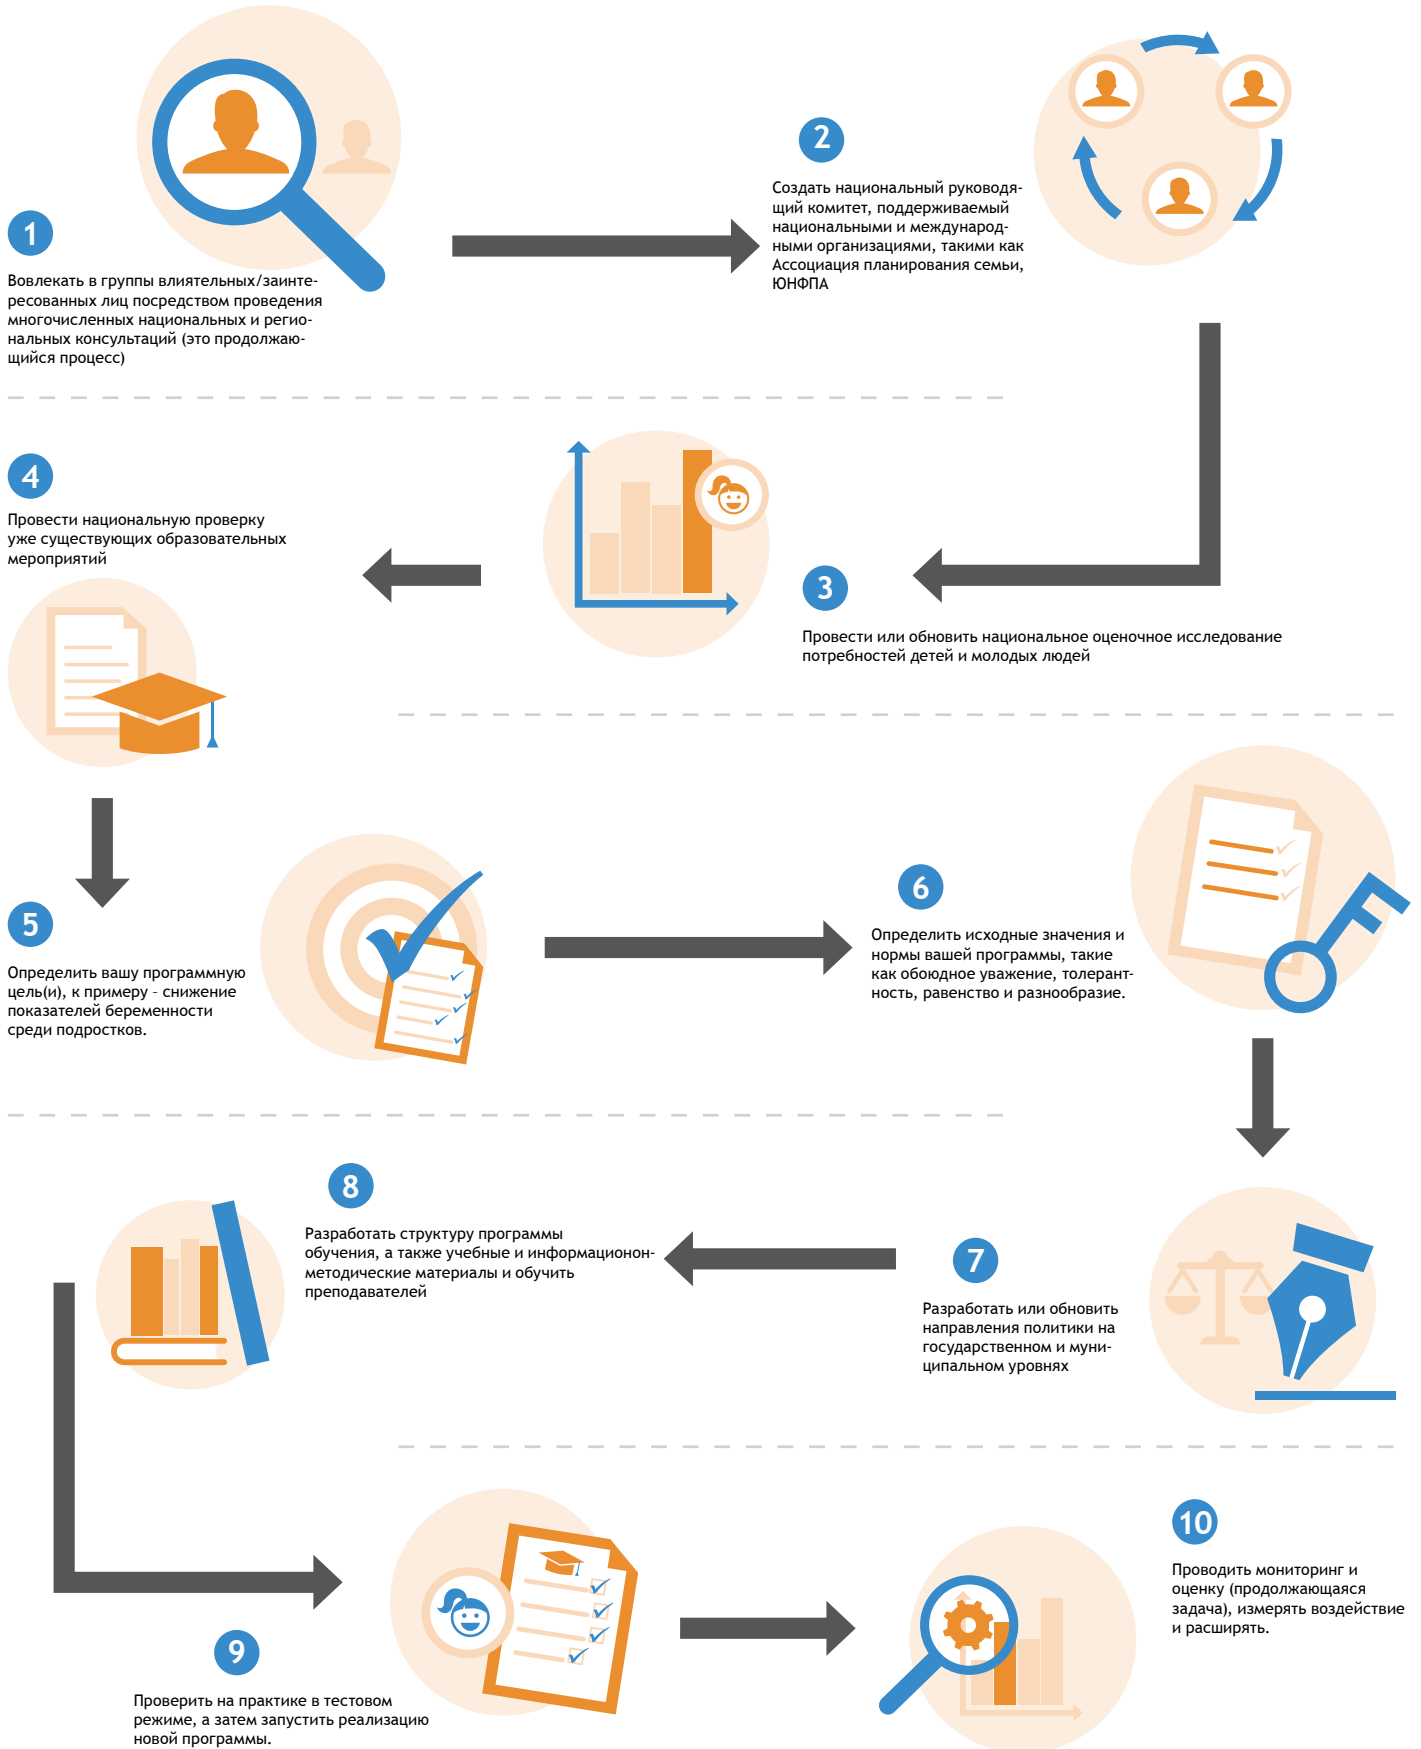 1
Вовлекать в группы влиятельных/заинте-
ресованных лиц посредством проведения
многочисленных национальных и регио-
нальных консультаций (это продолжаю-
щийся процесс)
2
Создать национальный руководя-
щий комитет, поддерживаемый
национальными и международ-
ными организациями, такими как
Ассоциация планирования семьи,
ЮНФПА
3
Провести или обновить национальное оценочное исследование
потребностей детей и молодых людей
4
Провести национальную проверку
уже существующих образовательных
мероприятий
5
Определить вашу программную
цель(и), к примеру – снижение
показателей беременности
среди подростков.
6
Определить исходные значения и
нормы вашей программы, такие
как обоюдное уважение, толерант-
ность, равенство и разнообразие.
7
Разработать или обновить
направления политики на
государственном и муни-
ципальном уровнях
8
Разработать структуру программы
обучения, а также учебные и информационон-
методические материалы и обучить
преподавателей
9
Проверить на практике в тестовом
режиме, а затем запустить реализацию
новой программы.
10
Проводить мониторинг и
оценку (продолжающаяся
задача), измерять воздействие
и расширять.